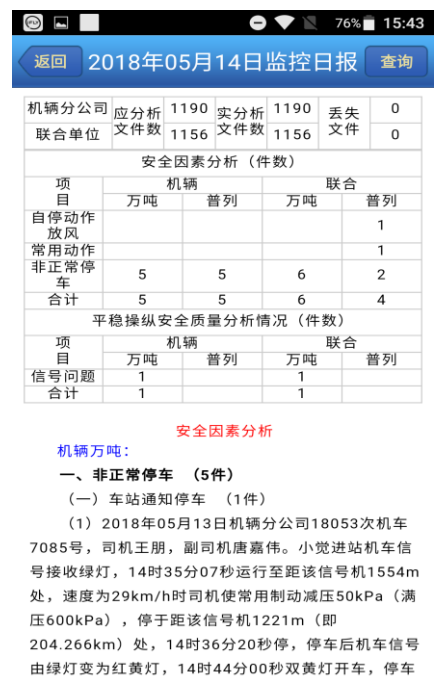 76% 15:43
返回 2018年05月14日监控日报 查询
机辆分公司 应分析文件数 1190 实分析文件数 1190 丢失文件 0
联合单位 1156 1156 0
安全因素分析（件数）
项目 机辆 联合
万吨 普列 万吨 普列
自停动作放风 1
常用动作 1
非正常停车 5 5 6 2
合计 5 5 6 4
平稳操纵安全质量分析情况（件数）
项目 机辆 联合
万吨 普列 万吨 普列
信号问题 1 1
合计 1 1
安全因素分析
机辆万吨：
一、非正常停车 （5件）
（一）车站通知停车 （1件）
（1）2018年05月13日机辆分公司18053次机车
7085号，司机王朋，副司机唐嘉伟。小觉进站机车信
号接收绿灯，14时35分07秒运行至距该信号机1554m
处，速度为29km/h时司机使常用制动减压50kPa（满
压600kPa），停于距该信号机1221m（即
204.266km）处，14时36分20秒停，停车后机车信号
由绿灯变为红黄灯，14时44分00秒双黄灯开车，停车